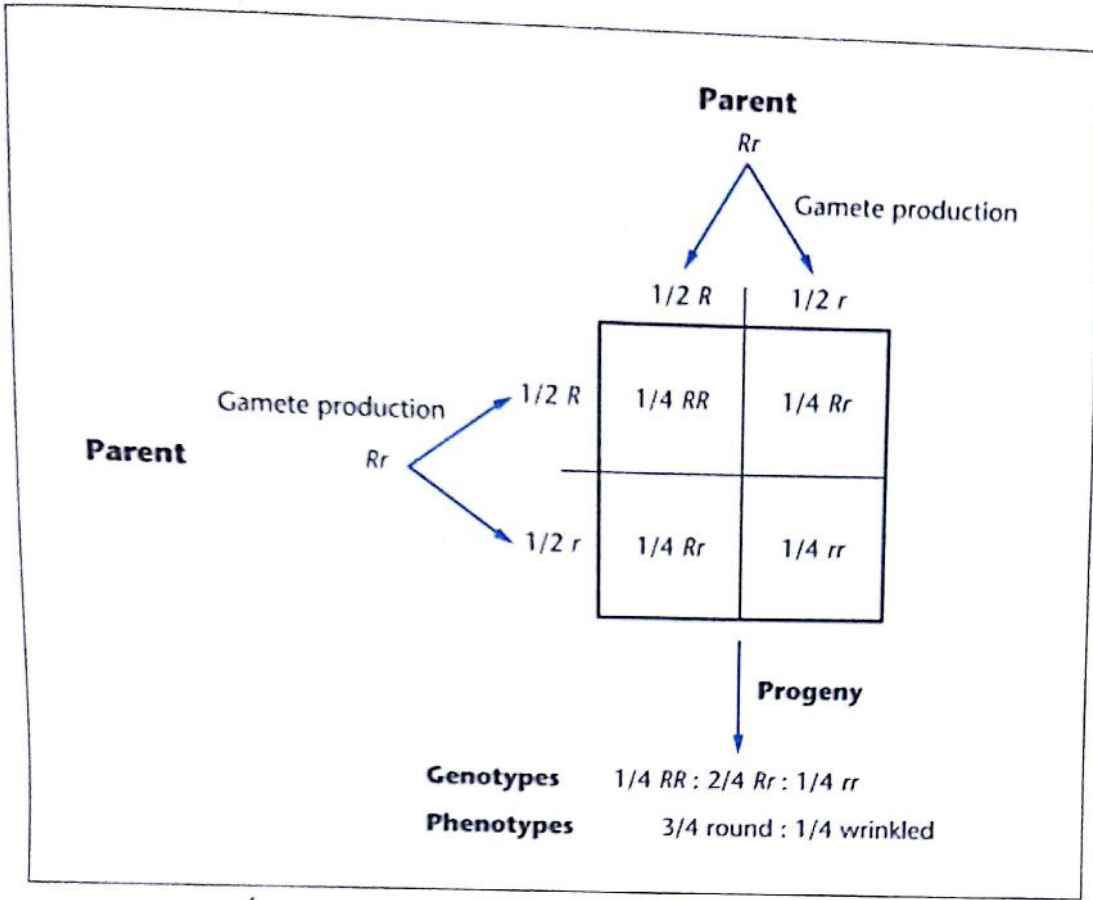 Parent
Rr
Gamete production
1/2 R 1/2 r
Gamete production
Parent
Rr
1/2 R
1/2 r
1/4 RR 1/4 Rr
1/4 Rr 1/4 rr
Progeny
Genotypes 1/4 RR : 2/4 Rr : 1/4 rr
Phenotypes 3/4 round : 1/4 wrinkled